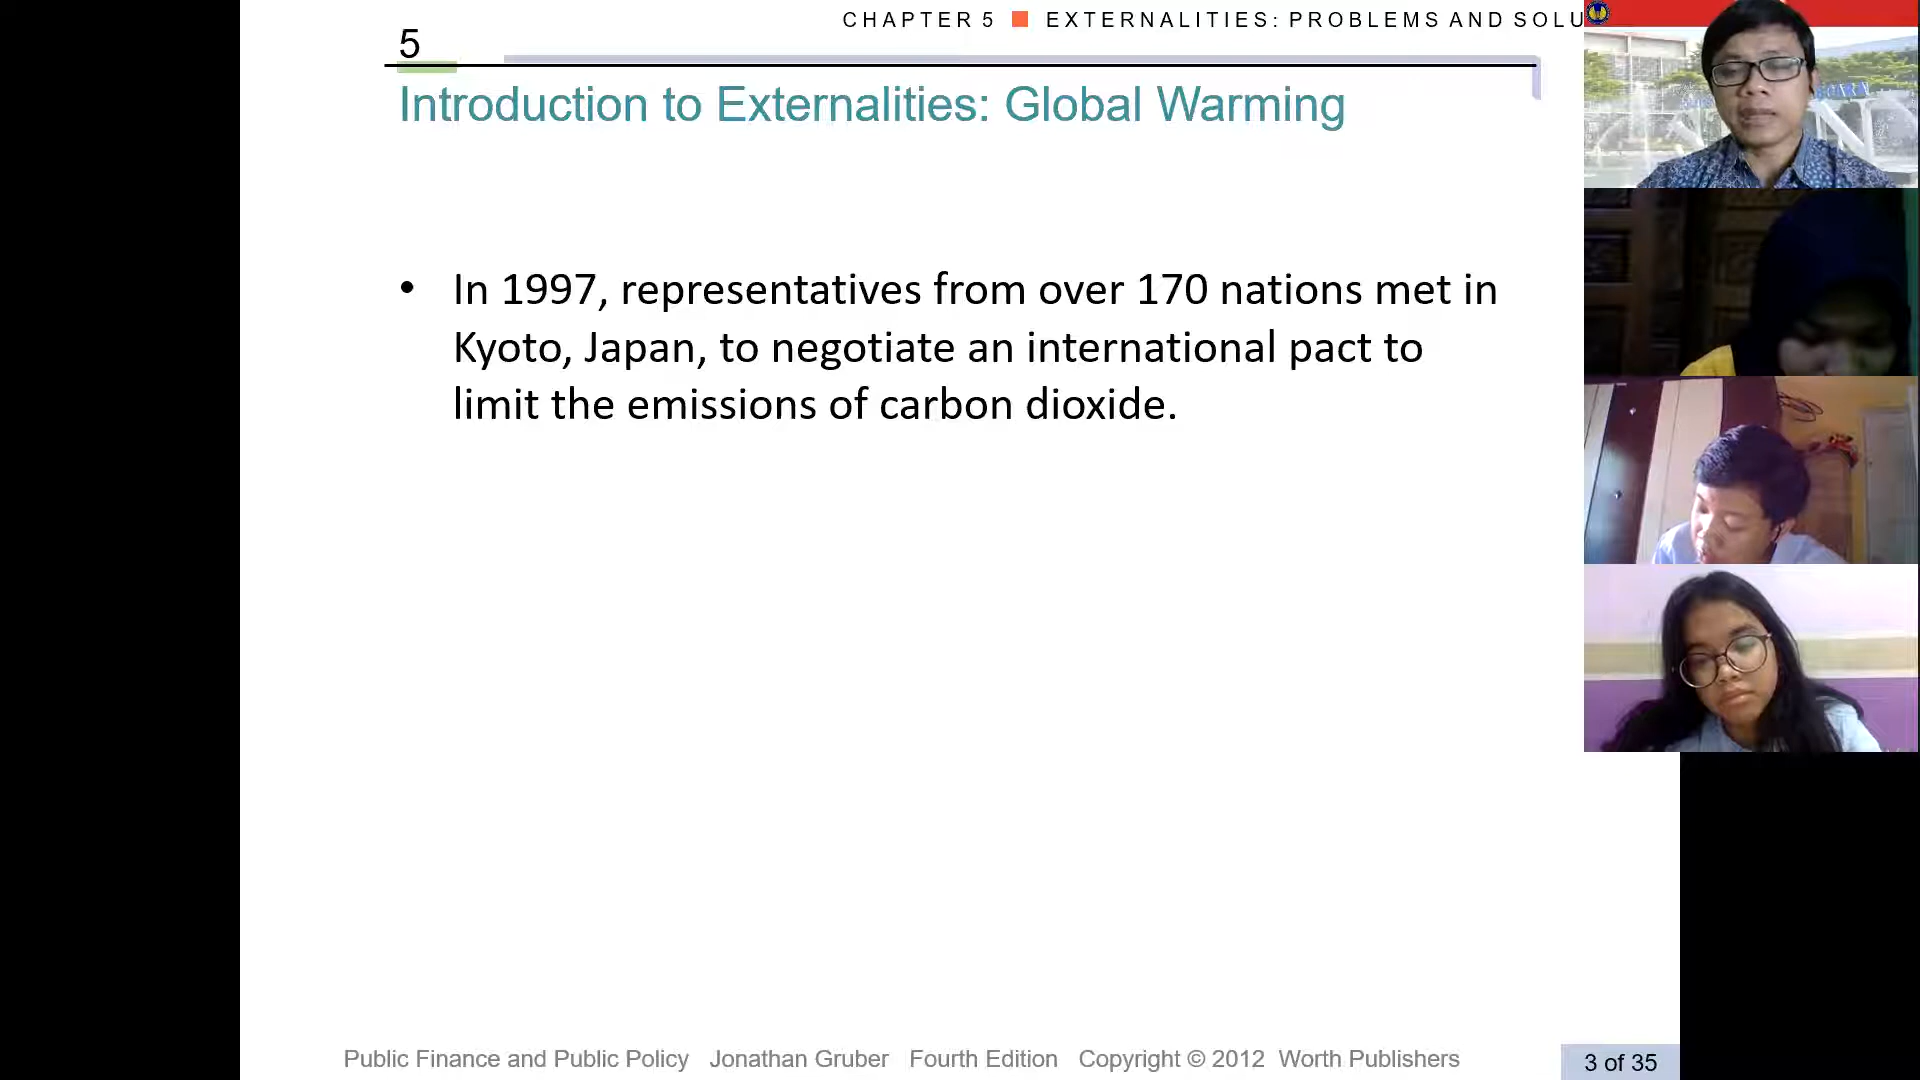 CHAPTER 5 ■ EXTERNALITIES: PROBLEMS AND SOLU
5
Introduction to Externalities: Global Warming
• In 1997, representatives from over 170 nations met in
Kyoto, Japan, to negotiate an international pact to
limit the emissions of carbon dioxide.
Public Finance and Public Policy Jonathan Gruber Fourth Edition Copyright © 2012 Worth Publishers
3 of 35